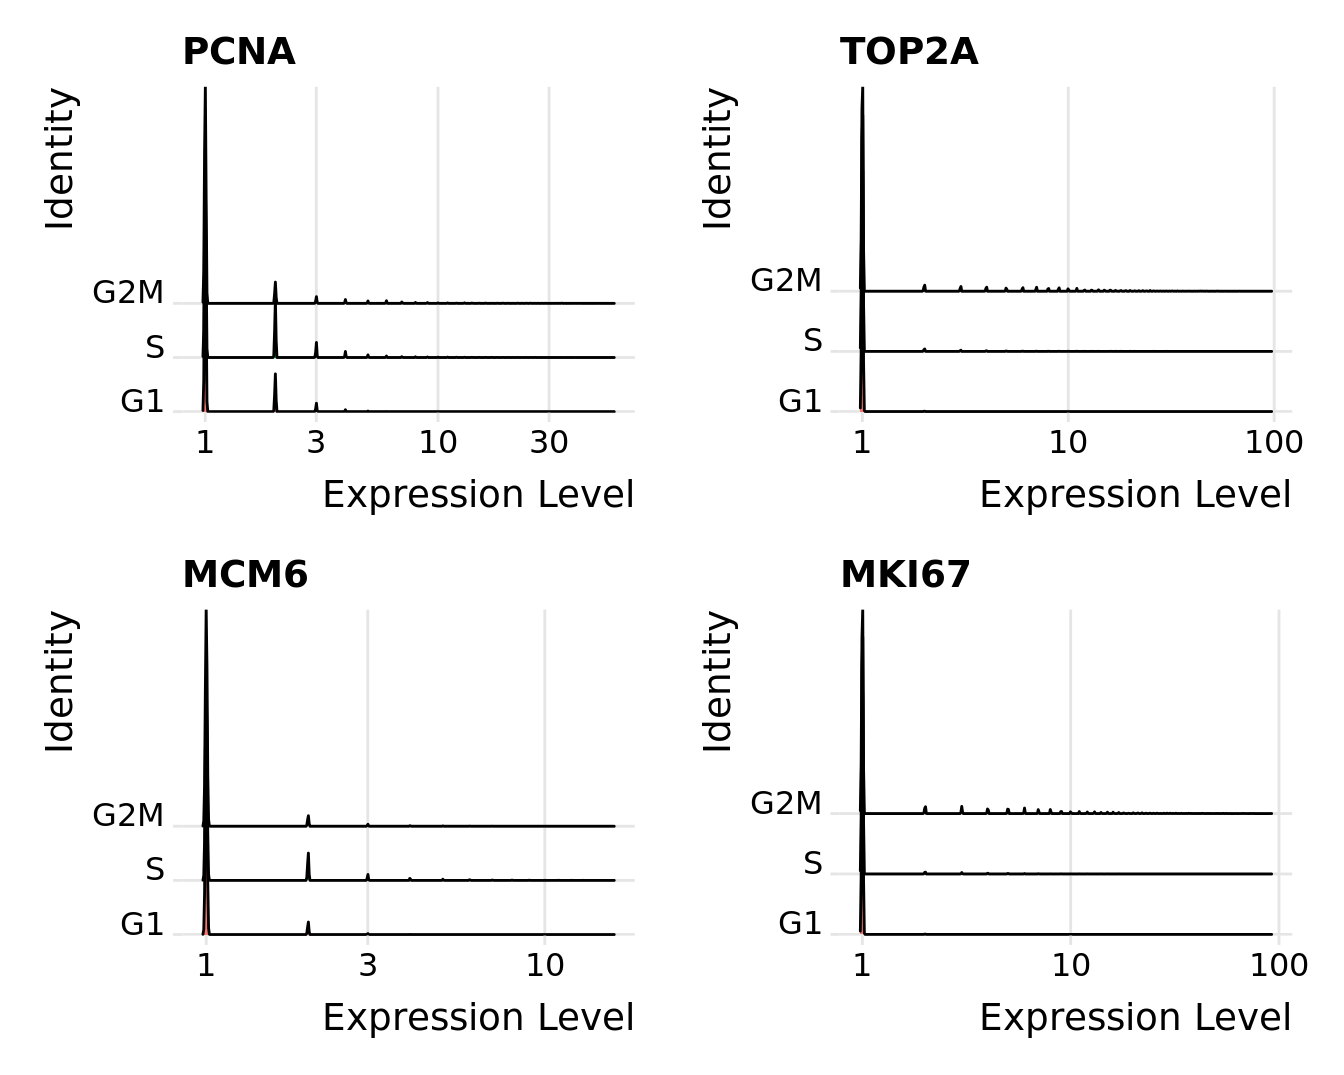 PCNA
Identity
G2M
S
G1
1 3 10 30
Expression Level
TOP2A
Identity
G2M
S
G1
1 10 100
Expression Level
MCM6
Identity
G2M
S
G1
1 3 10
Expression Level
MKI67
Identity
G2M
S
G1
1 10 100
Expression Level